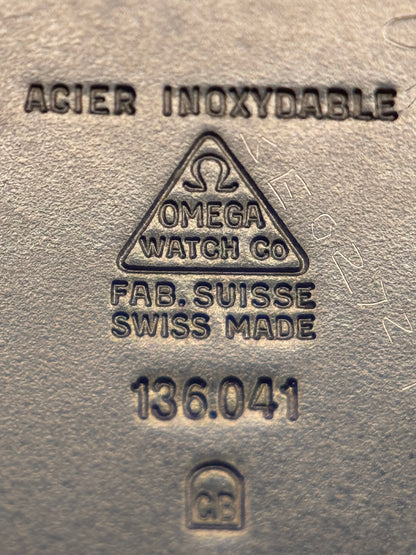 ACIER INOXYDABLE
Ω
OMEGA
WATCH Co
FAB. SUISSE
SWISS MADE
136.041
CB